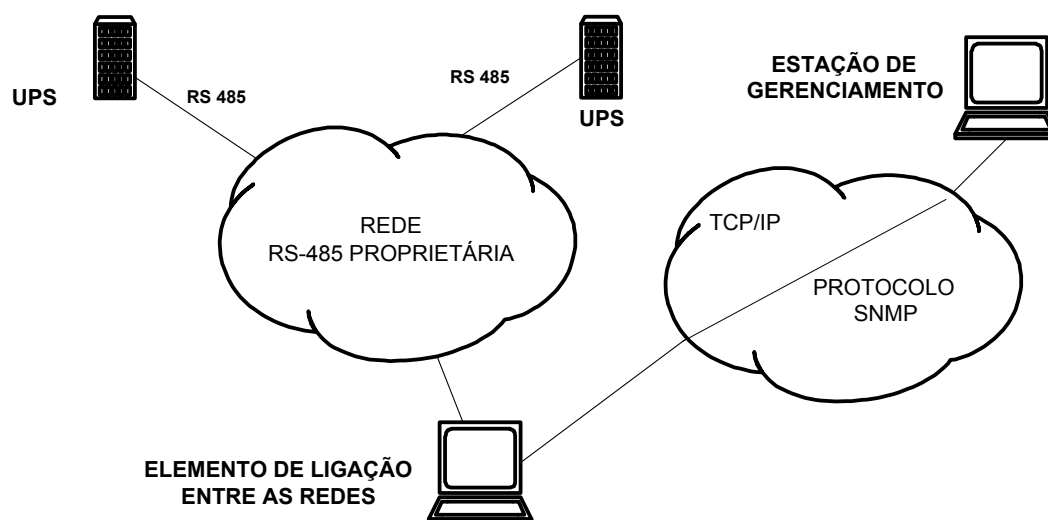 UPS
RS 485
RS 485
UPS
ESTAÇÃO DE
GERENCIAMENTO
REDE
RS-485 PROPRIETÁRIA
TCP/IP
PROTOCOLO
SNMP
ELEMENTO DE LIGAÇÃO
ENTRE AS REDES